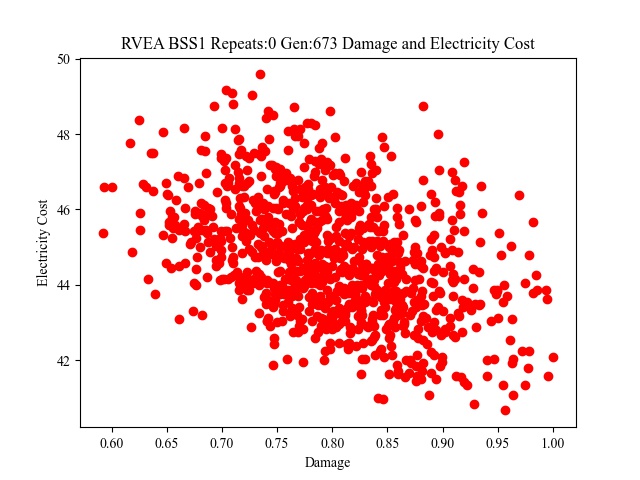 RVEA BSS1 Repeats:0 Gen:673 Damage and Electricity Cost
50
48
46
44
42
Electricity Cost
0.60 0.65 0.70 0.75 0.80 0.85 0.90 0.95 1.00
Damage